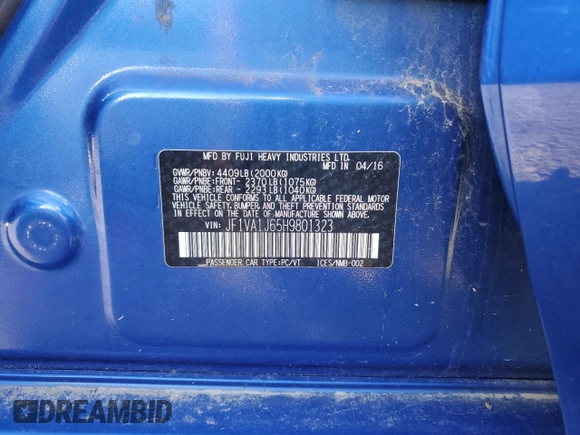 MFD BY FUJI HEAVY INDUSTRIES LTD.
MFD IN 04/16
GVWR/PNBV: 4409LB(2000KG)
GAWR/PNBE: FRONT- 2370LB(1075KG)
GAWR/PNBE: REAR - 2293LB(1040KG)
THIS VEHICLE CONFORMS TO ALL APPLICABLE FEDERAL MOTOR
VEHICLE SAFETY, BUMPER, AND THEFT PREVENTION STANDARDS
IN EFFECT ON THE DATE OF MANUFACTURE SHOWN ABOVE.
VIN: JF1VA1J65H9801323
PASSENGER CAR TYPE:PC/VT ICES/NMB-002
DREAMBID